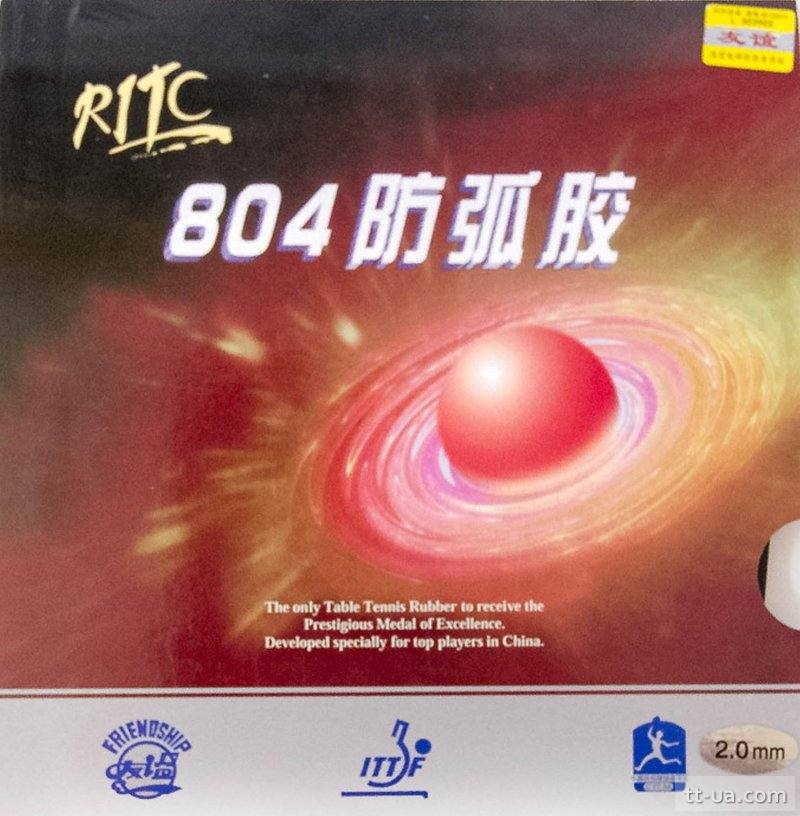 友谊
RITC
804防弧胶
The only Table Tennis Rubber to receive the
Prestigious Medal of Excellence.
Developed specially for top players in China.
FRIENDSHIP
友谊
ITTF
2.0mm
tt-ua.com